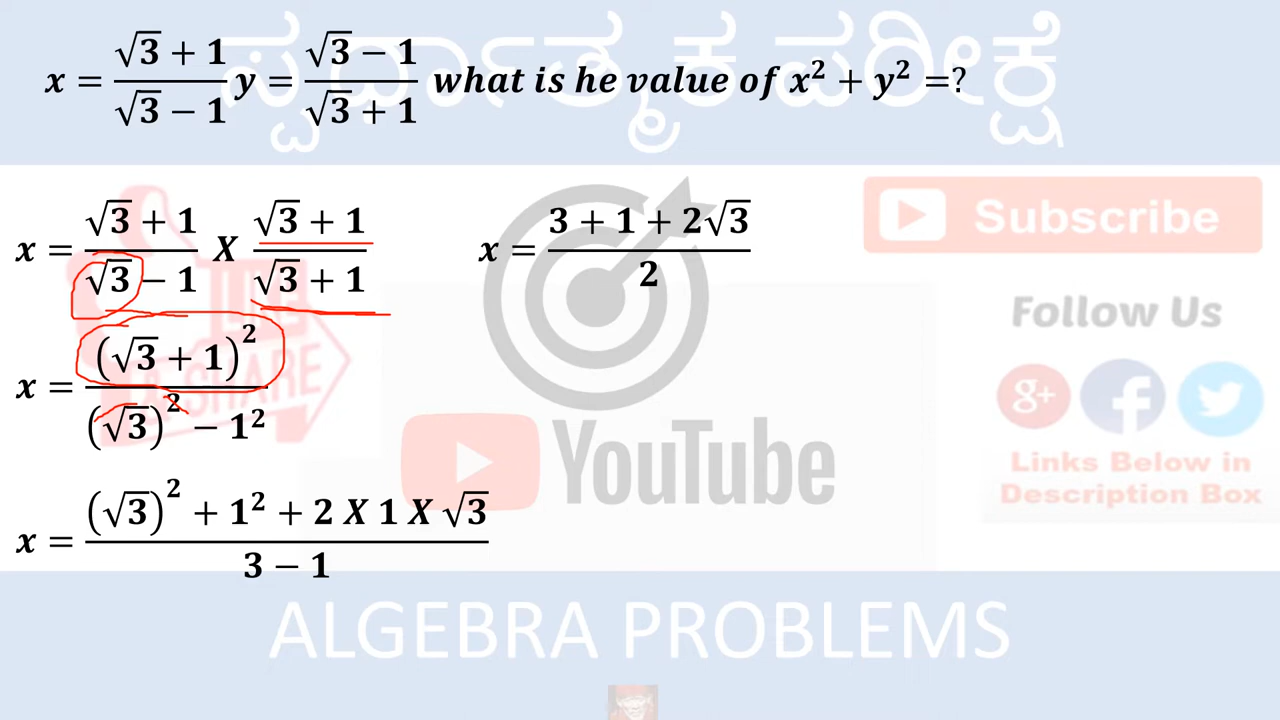 ಸ್ಪರ್ಧಾತ್ಮಕ ಪರೀಕ್ಷೆ
x = (√3 + 1)/(√3 − 1) y = (√3 − 1)/(√3 + 1) what is he value of x² + y² =?
x = (√3 + 1)/(√3 − 1) X (√3 + 1)/(√3 + 1)
x = (√3 + 1)²/((√3)² − 1²)
x = ((√3)² + 1² + 2 X 1 X √3)/(3 − 1)
x = (3 + 1 + 2√3)/2
LIKE
& SHARE
YouTube
Subscribe
Follow Us
g+ f
Links Below in
Description Box
ALGEBRA PROBLEMS